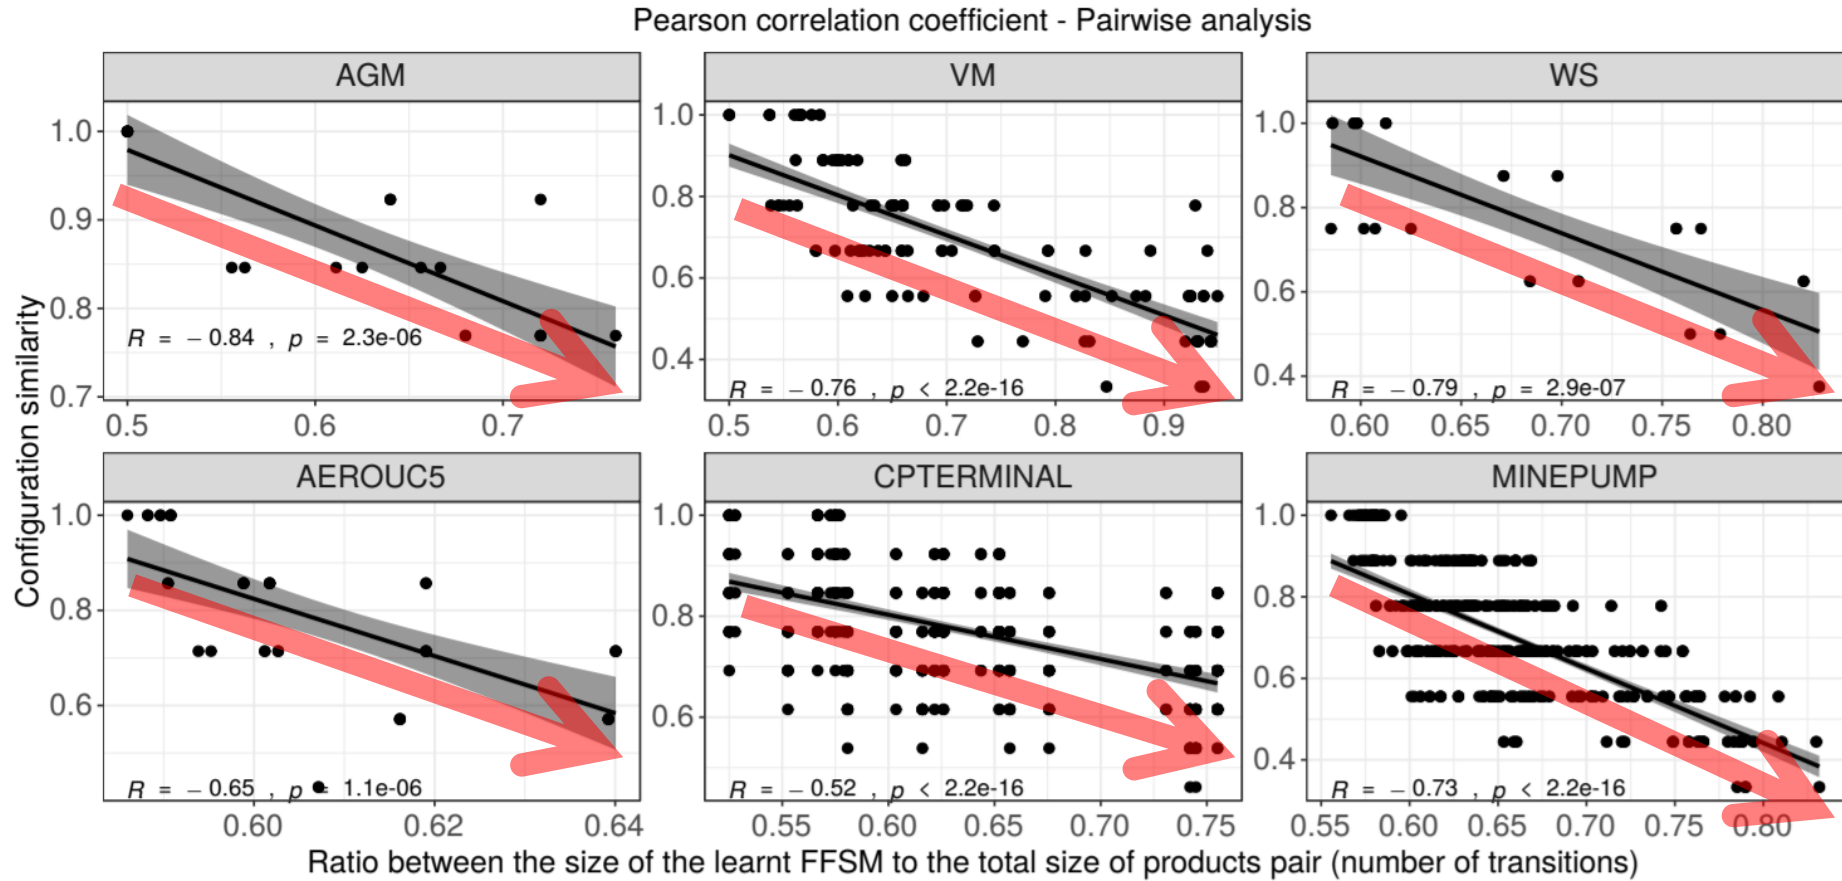 Pearson correlation coefficient - Pairwise analysis
AGM
VM
WS
1.0
0.9
0.8
0.7
R = −0.84 , p = 2.3e-06
0.5 0.6 0.7
1.0
0.8
0.6
0.4
R = −0.76 , p < 2.2e-16
0.5 0.6 0.7 0.8 0.9
1.0
0.8
0.6
0.4
R = −0.79 , p = 2.9e-07
0.60 0.65 0.70 0.75 0.80
Configuration similarity
AEROUC5
CPTERMINAL
MINEPUMP
1.0
0.8
0.6
R = −0.65 , p = 1.1e-06
0.60 0.62 0.64
1.0
0.8
0.6
R = −0.52 , p < 2.2e-16
0.55 0.60 0.65 0.70 0.75
1.0
0.8
0.6
0.4
R = −0.73 , p < 2.2e-16
0.55 0.60 0.65 0.70 0.75 0.80
Ratio between the size of the learnt FFSM to the total size of products pair (number of transitions)